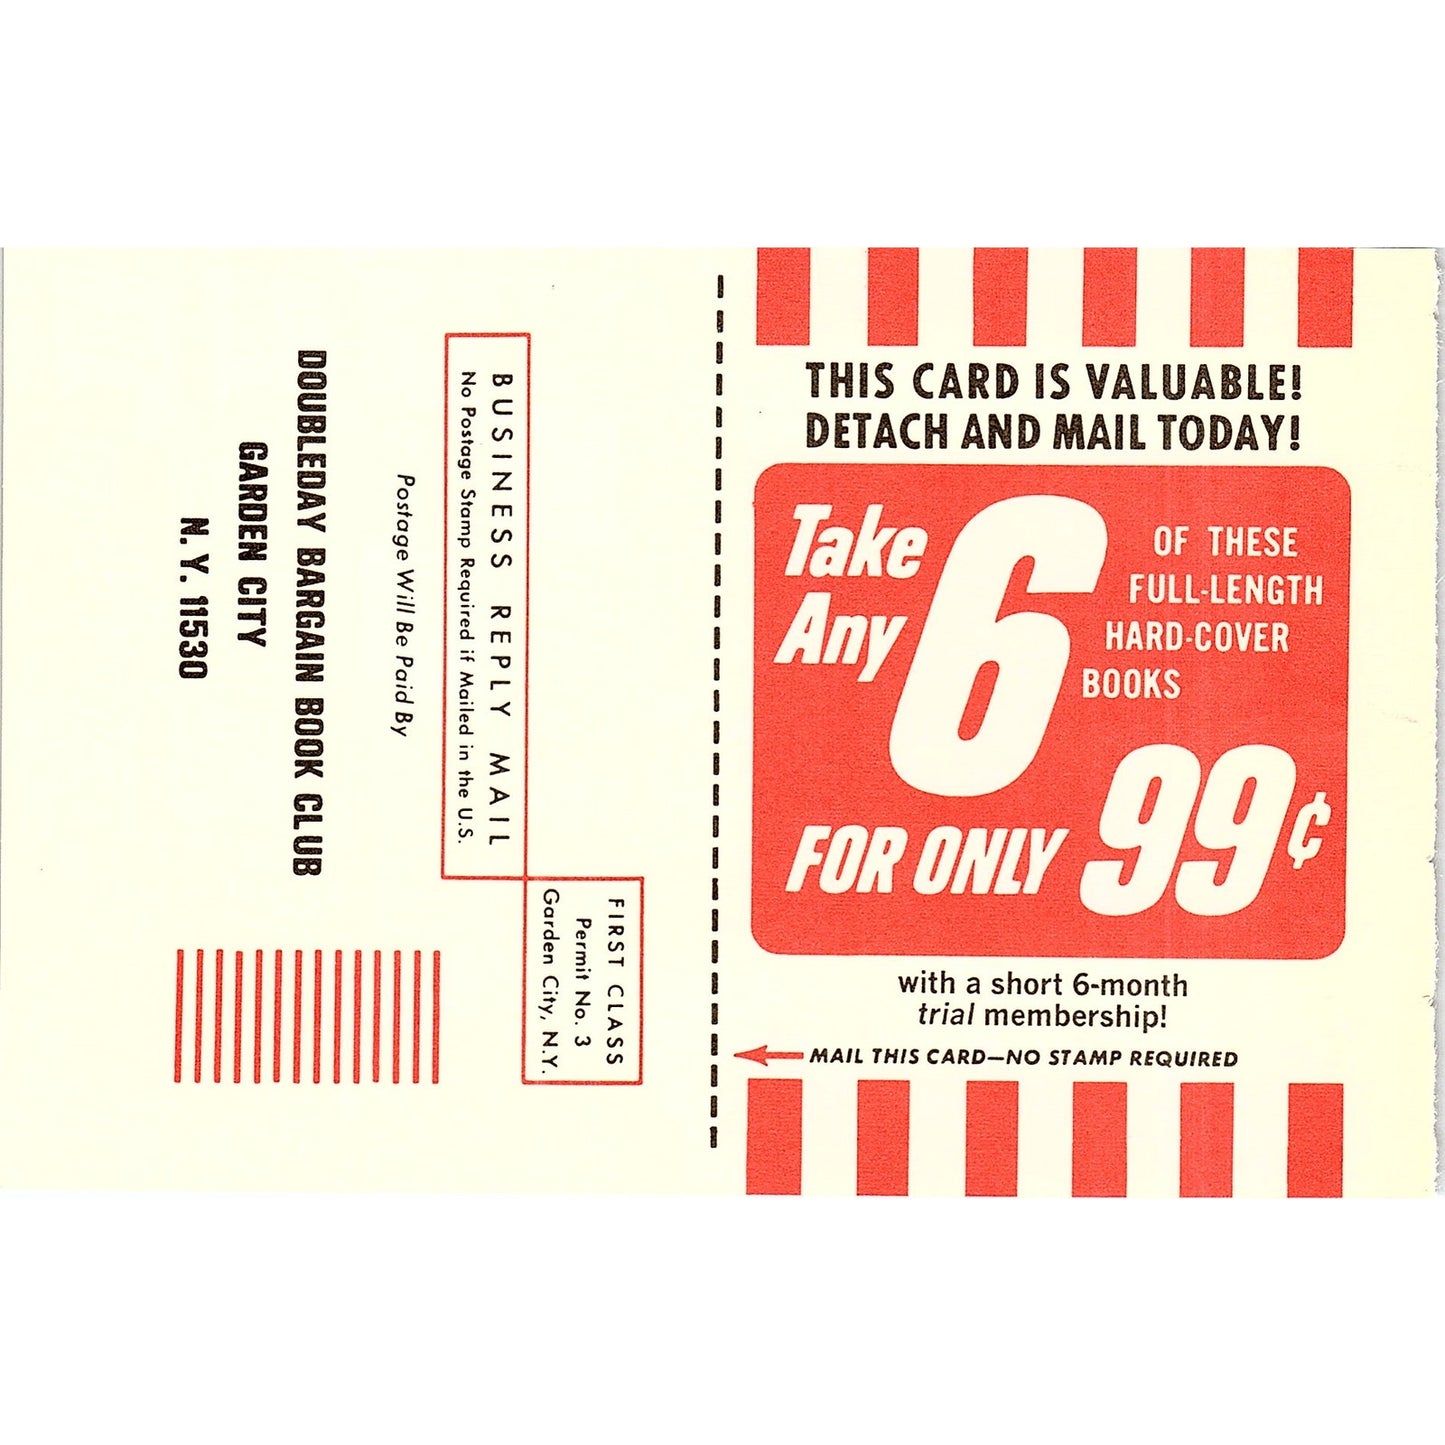 FIRST CLASS
Permit No. 3
Garden City, N.Y.
BUSINESS REPLY MAIL
No Postage Stamp Required if Mailed in the U.S.
Postage Will Be Paid By
DOUBLEDAY BARGAIN BOOK CLUB
GARDEN CITY
N. Y. 11530
THIS CARD IS VALUABLE!
DETACH AND MAIL TODAY!
Take
Any 6
OF THESE
FULL-LENGTH
HARD-COVER
BOOKS
FOR ONLY 99¢
with a short 6-month
trial membership!
MAIL THIS CARD—NO STAMP REQUIRED